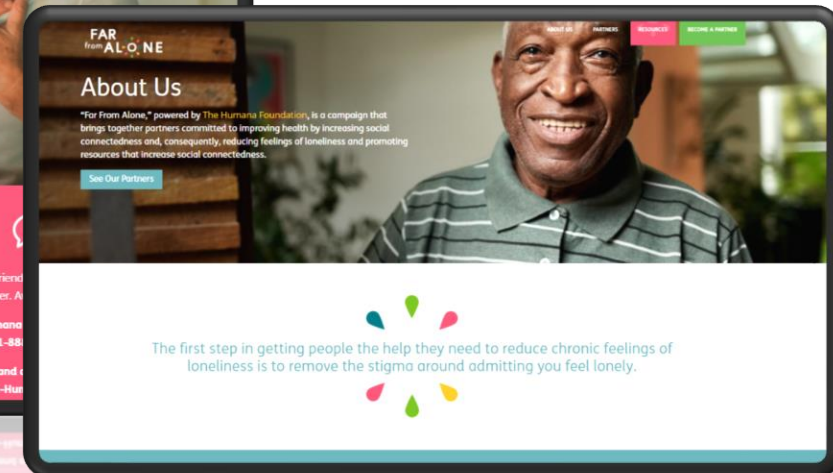 FAR
from ALONE
ABOUT US
PARTNERS
RESOURCES
BECOME A PARTNER
About Us
"Far From Alone," powered by The Humana Foundation, is a campaign that
brings together partners committed to improving health by increasing social
connectedness and, consequently, reducing feelings of loneliness and promoting
resources that increase social connectedness.
See Our Partners
The first step in getting people the help they need to reduce chronic feelings of
loneliness is to remove the stigma around admitting you feel lonely.